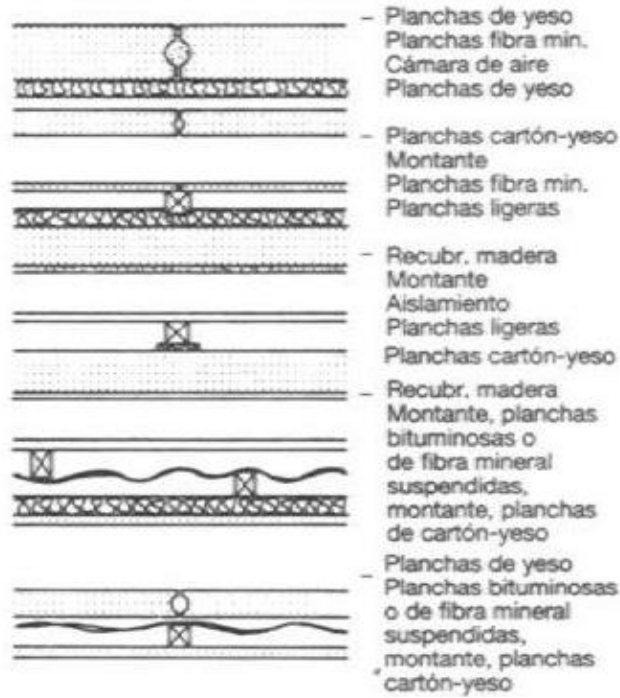 – Planchas de yeso
Planchas fibra min.
Cámara de aire
Planchas de yeso
– Planchas cartón-yeso
Montante
Planchas fibra min.
Planchas ligeras
– Recubr. madera
Montante
Aislamiento
Planchas ligeras
Planchas cartón-yeso
– Recubr. madera
Montante, planchas
bituminosas o
de fibra mineral
suspendidas,
montante, planchas
de cartón-yeso
– Planchas de yeso
Planchas bituminosas
o de fibra mineral
suspendidas,
montante, planchas
cartón-yeso